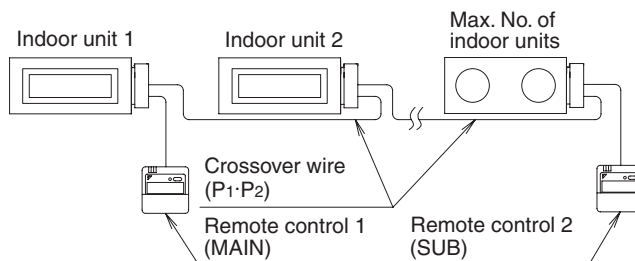 Indoor unit 1
Indoor unit 2
Max. No. of
indoor units
Crossover wire
(P1·P2)
Remote control 1
(MAIN)
Remote control 2
(SUB)